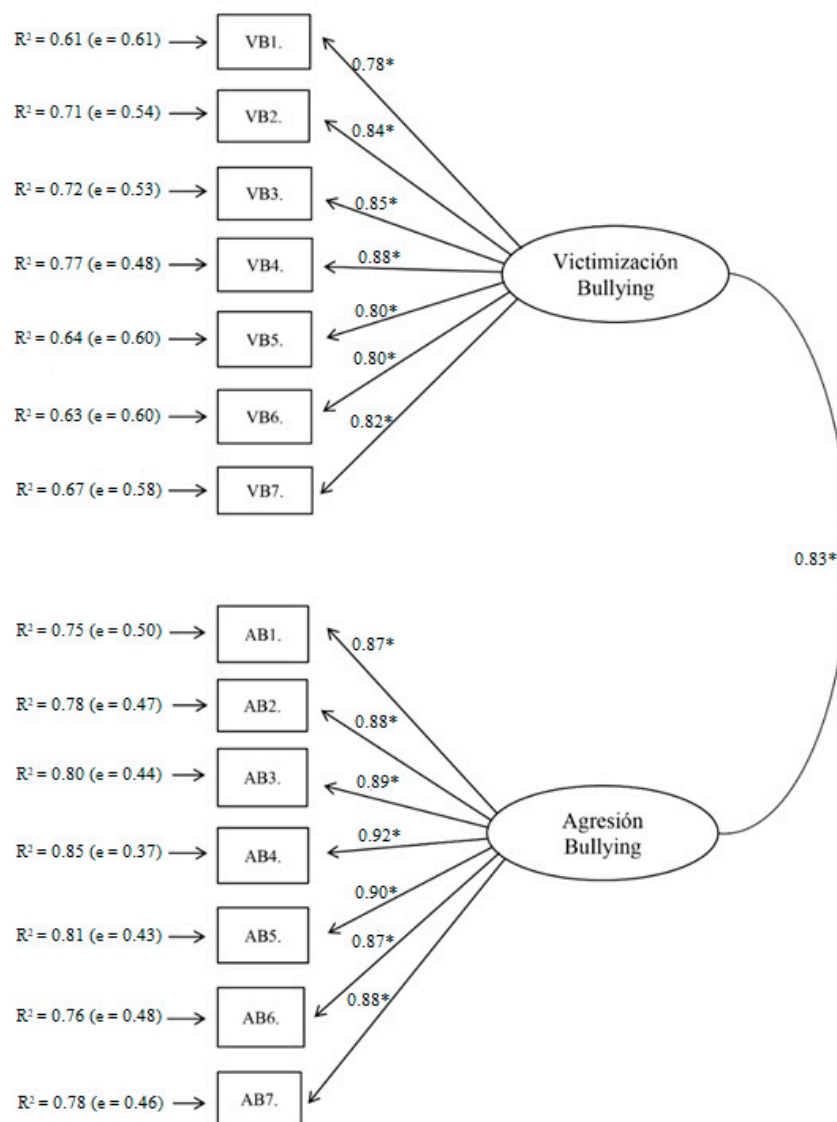 R² = 0.61 (e = 0.61)
VB1.
0.78*
R² = 0.71 (e = 0.54)
VB2.
0.84*
R² = 0.72 (e = 0.53)
VB3.
0.85*
R² = 0.77 (e = 0.48)
VB4.
0.88*
Victimización
Bullying
R² = 0.64 (e = 0.60)
VB5.
0.80*
R² = 0.63 (e = 0.60)
VB6.
0.80*
R² = 0.67 (e = 0.58)
VB7.
0.82*
0.83*
R² = 0.75 (e = 0.50)
AB1.
0.87*
R² = 0.78 (e = 0.47)
AB2.
0.88*
R² = 0.80 (e = 0.44)
AB3.
0.89*
R² = 0.85 (e = 0.37)
AB4.
0.92*
Agresión
Bullying
R² = 0.81 (e = 0.43)
AB5.
0.90*
R² = 0.76 (e = 0.48)
AB6.
0.87*
R² = 0.78 (e = 0.46)
AB7.
0.88*